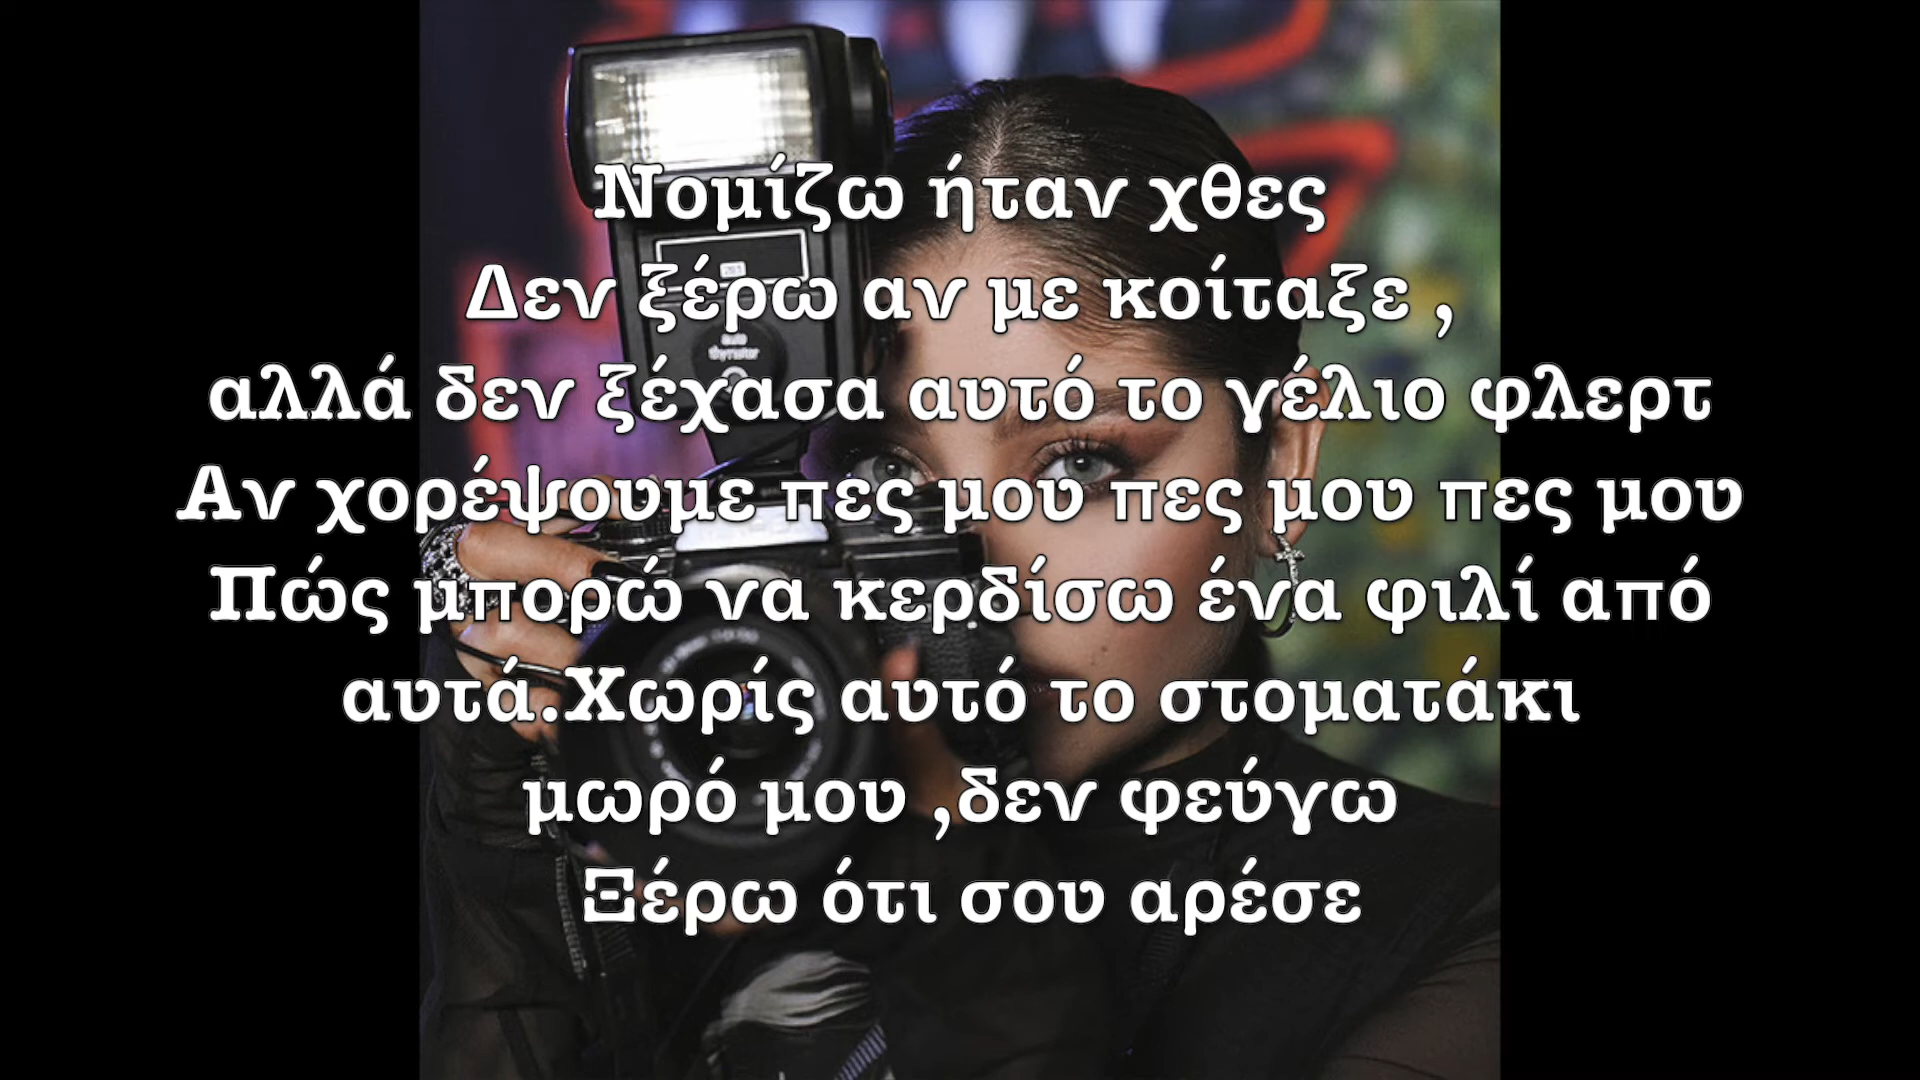 Νομίζω ήταν χθες
Δεν ξέρω αν με κοίταξε ,
αλλά δεν ξέχασα αυτό το γέλιο φλερτ
Αν χορέψουμε πες μου πες μου πες μου
Πώς μπορώ να κερδίσω ένα φιλί από
αυτά.Χωρίς αυτό το στοματάκι
μωρό μου ,δεν φεύγω
Ξέρω ότι σου αρέσε
auto
thyristor